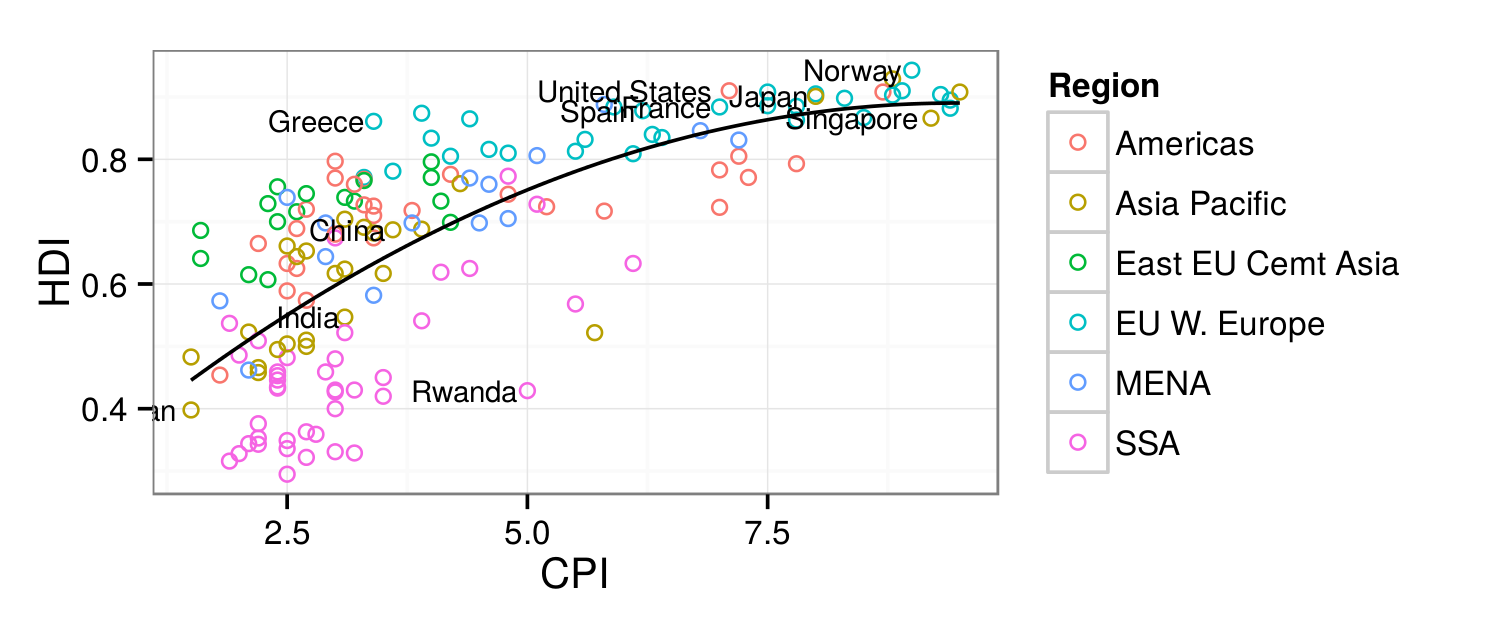 Norway
United States
Japan
Spain
France
Greece
Singapore
China
India
Rwanda
an
0.8
0.6
0.4
HDI
2.5 5.0 7.5
CPI
Region
Americas
Asia Pacific
East EU Cemt Asia
EU W. Europe
MENA
SSA